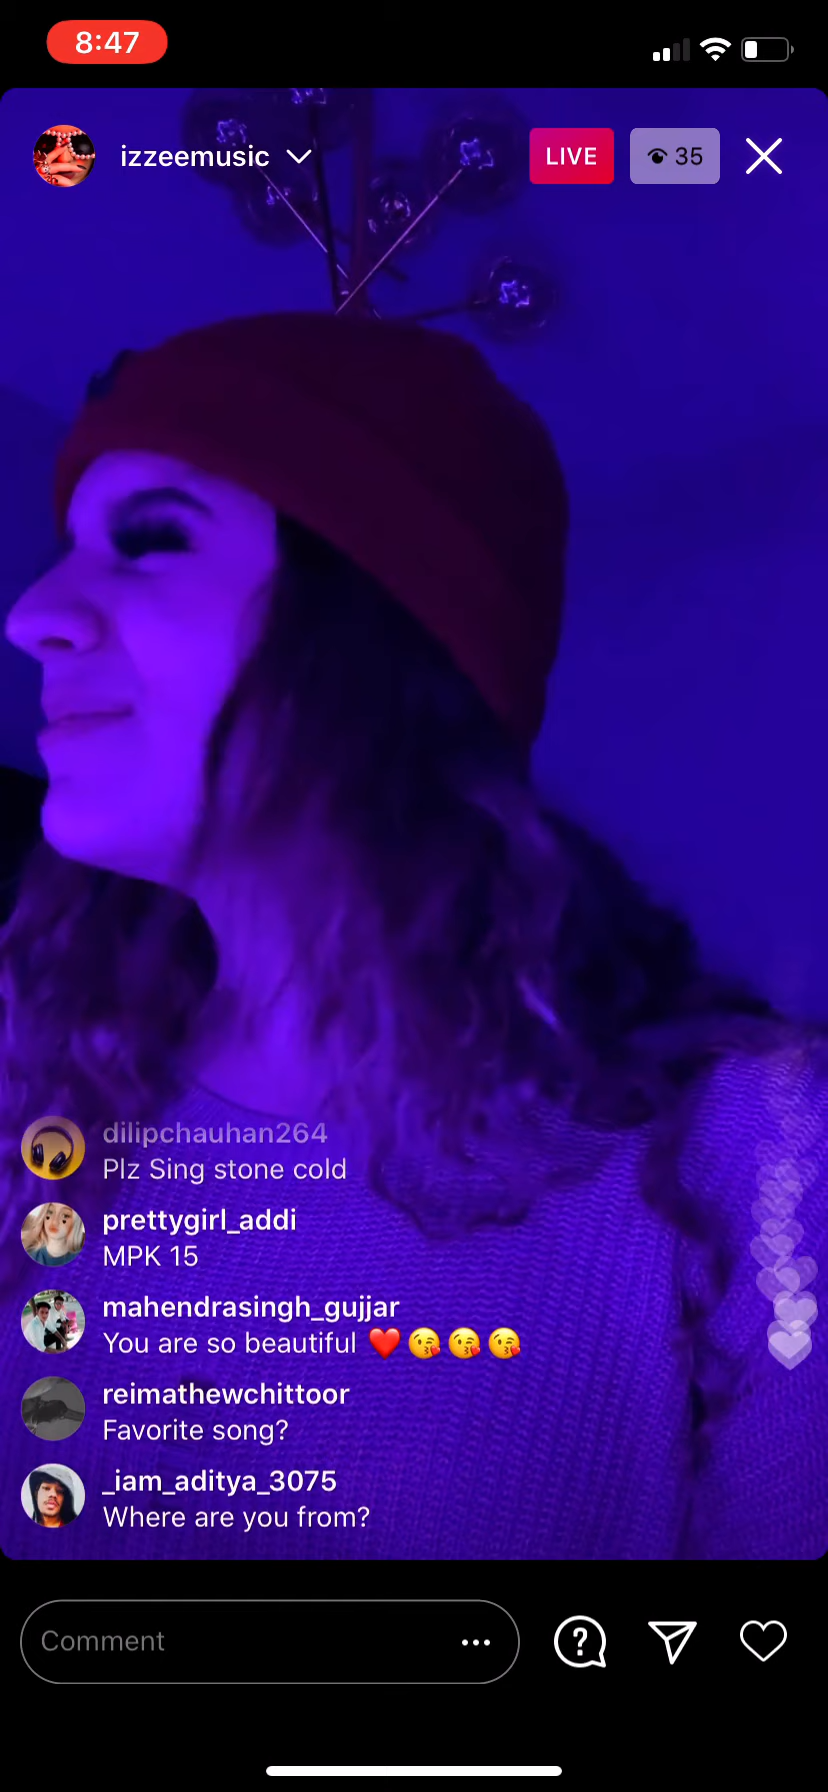 8:47
izzeemusic
LIVE
35
dilipchauhan264
Plz Sing stone cold
prettygirl_addi
MPK 15
mahendrasingh_gujjar
You are so beautiful ❤️😘😘😘
reimathewchittoor
Favorite song?
_iam_aditya_3075
Where are you from?
Comment